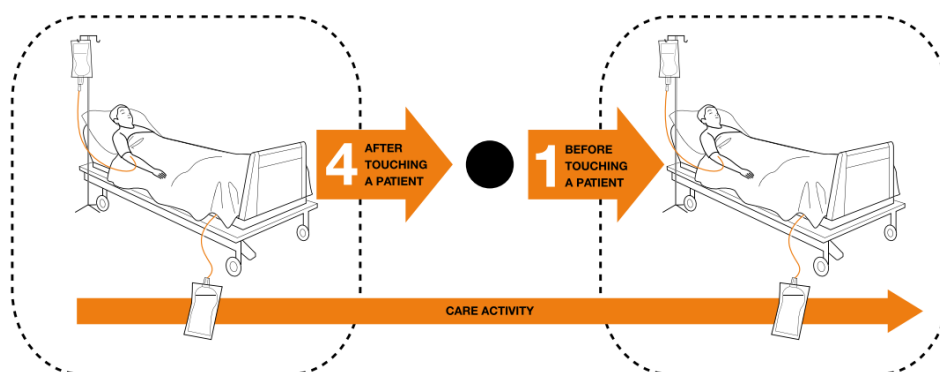 4
AFTER
TOUCHING
A PATIENT
1
BEFORE
TOUCHING
A PATIENT
CARE ACTIVITY